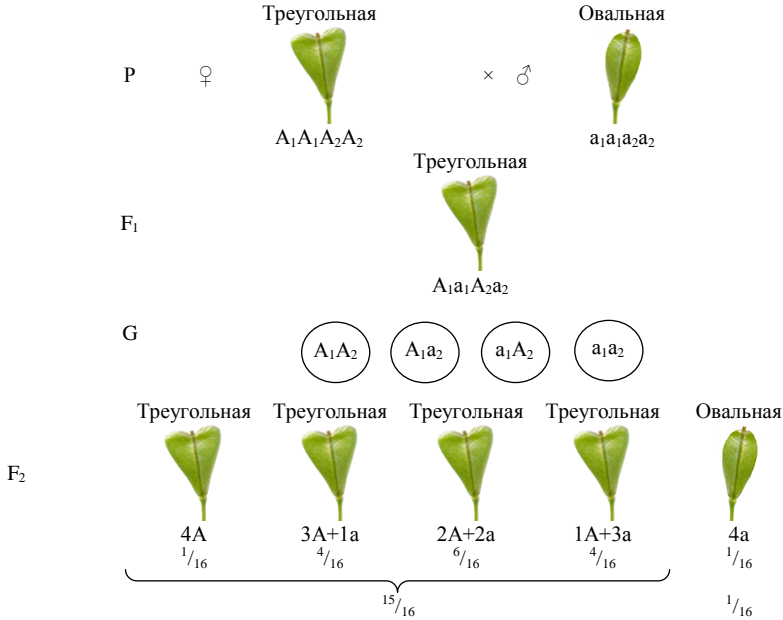 Треугольная Овальная
P ♀ × ♂
A₁A₁A₂A₂ a₁a₁a₂a₂
Треугольная
F₁
A₁a₁A₂a₂
G A₁A₂ A₁a₂ a₁A₂ a₁a₂
Треугольная Треугольная Треугольная Треугольная Овальная
F₂
4A 3A+1a 2A+2a 1A+3a 4a
¹/₁₆ ⁴/₁₆ ⁶/₁₆ ⁴/₁₆ ¹/₁₆
¹⁵/₁₆ ¹/₁₆